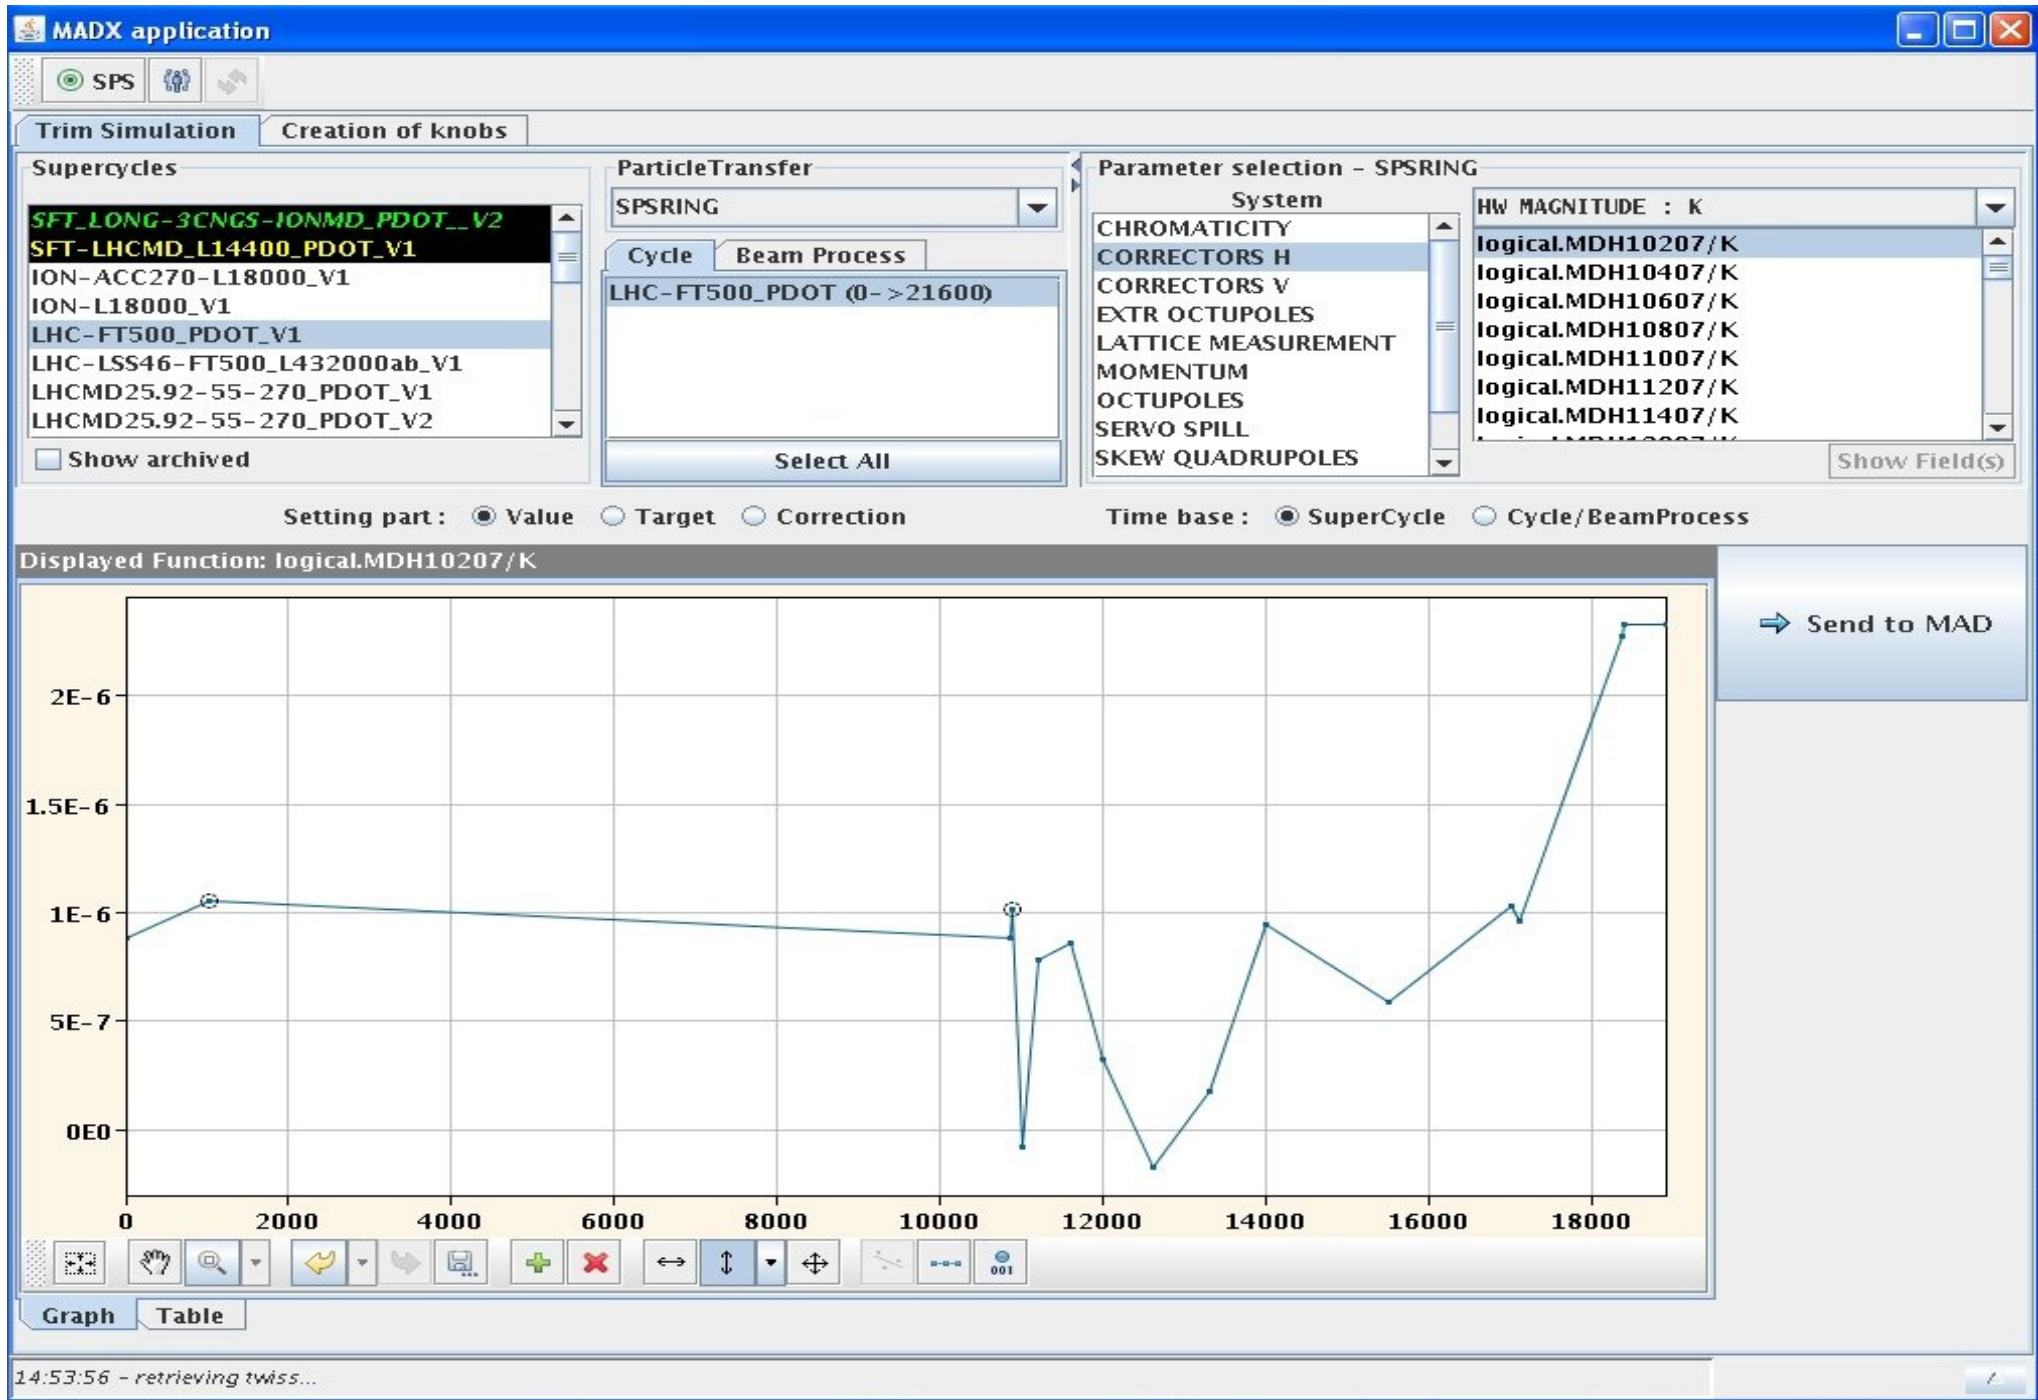 MADX application
SPS
Trim Simulation
Creation of knobs
Supercycles
SFT_LONG-3CNGS-IONMD_PDOT__V2
SFT-LHCMD_L14400_PDOT_V1
ION-ACC270-L18000_V1
ION-L18000_V1
LHC-FT500_PDOT_V1
LHC-LSS46-FT500_L432000ab_V1
LHCMD25.92-55-270_PDOT_V1
LHCMD25.92-55-270_PDOT_V2
Show archived
ParticleTransfer
SPSRING
Cycle
Beam Process
LHC-FT500_PDOT (0->21600)
Select All
Parameter selection - SPSRING
System
CHROMATICITY
CORRECTORS H
CORRECTORS V
EXTR OCTUPOLES
LATTICE MEASUREMENT
MOMENTUM
OCTUPOLES
SERVO SPILL
SKEW QUADRUPOLES
HW MAGNITUDE : K
logical.MDH10207/K
logical.MDH10407/K
logical.MDH10607/K
logical.MDH10807/K
logical.MDH11007/K
logical.MDH11207/K
logical.MDH11407/K
Show Field(s)
Setting part : Value Target Correction
Time base : SuperCycle Cycle/BeamProcess
Displayed Function: logical.MDH10207/K
Send to MAD
2E-6
1.5E-6
1E-6
5E-7
0E0
0 2000 4000 6000 8000 10000 12000 14000 16000 18000
001
Graph
Table
14:53:56 - retrieving twiss...